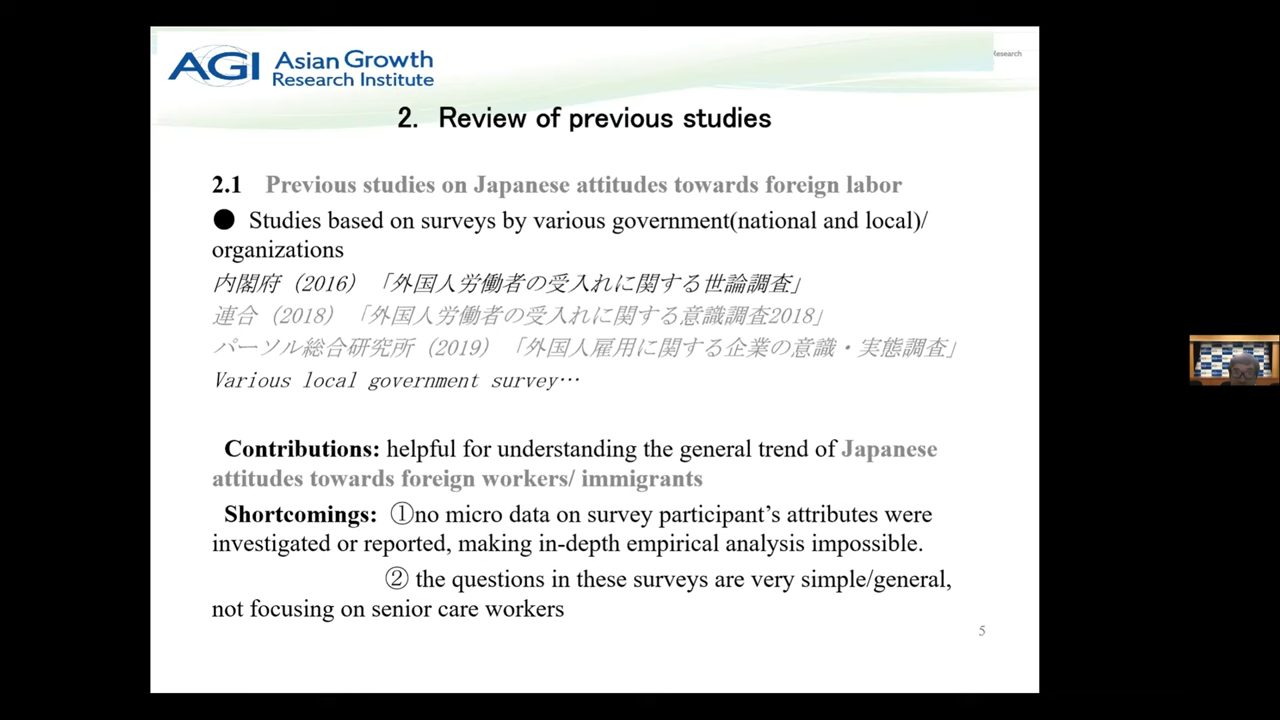 AGI Asian Growth
Research Institute
Research
2. Review of previous studies
2.1 Previous studies on Japanese attitudes towards foreign labor
● Studies based on surveys by various government(national and local)/
organizations
内閣府（2016）「外国人労働者の受入れに関する世論調査」
連合（2018）「外国人労働者の受入れに関する意識調査2018」
パーソル総合研究所（2019）「外国人雇用に関する企業の意識・実態調査」
Various local government survey…
Contributions: helpful for understanding the general trend of Japanese
attitudes towards foreign workers/ immigrants
Shortcomings: ①no micro data on survey participant’s attributes were
investigated or reported, making in-depth empirical analysis impossible.
② the questions in these surveys are very simple/general,
not focusing on senior care workers
5